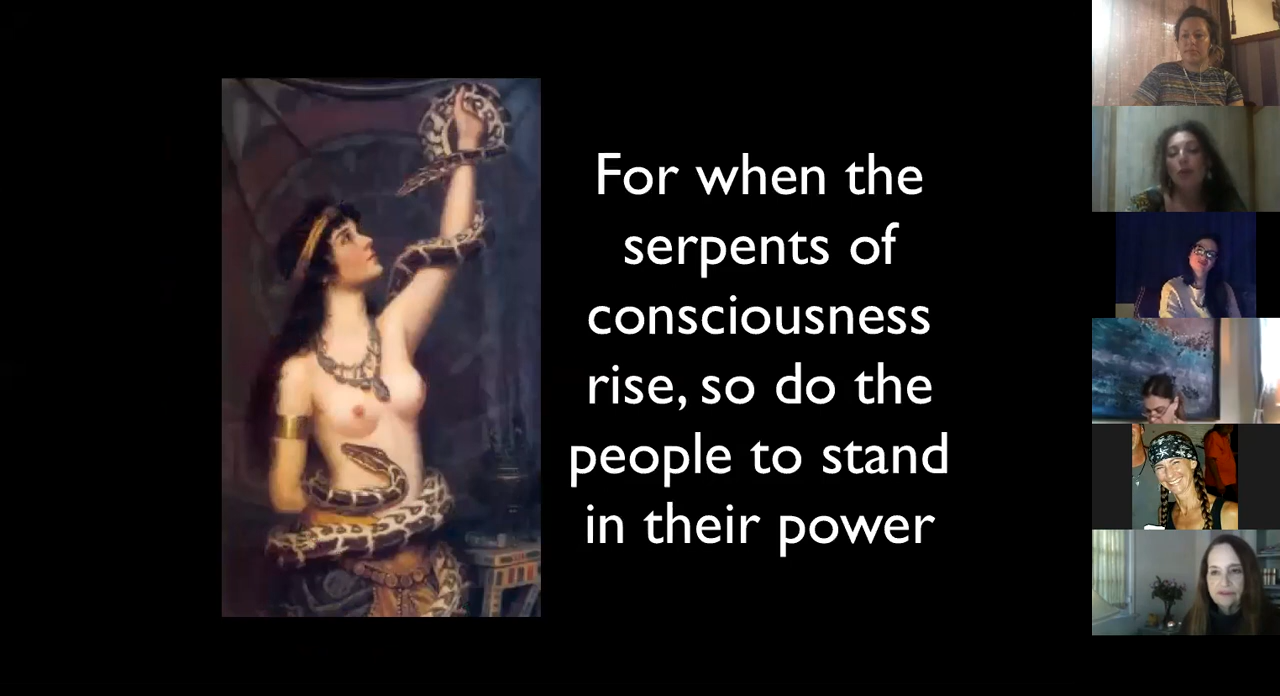 For when the
serpents of
consciousness
rise, so do the
people to stand
in their power